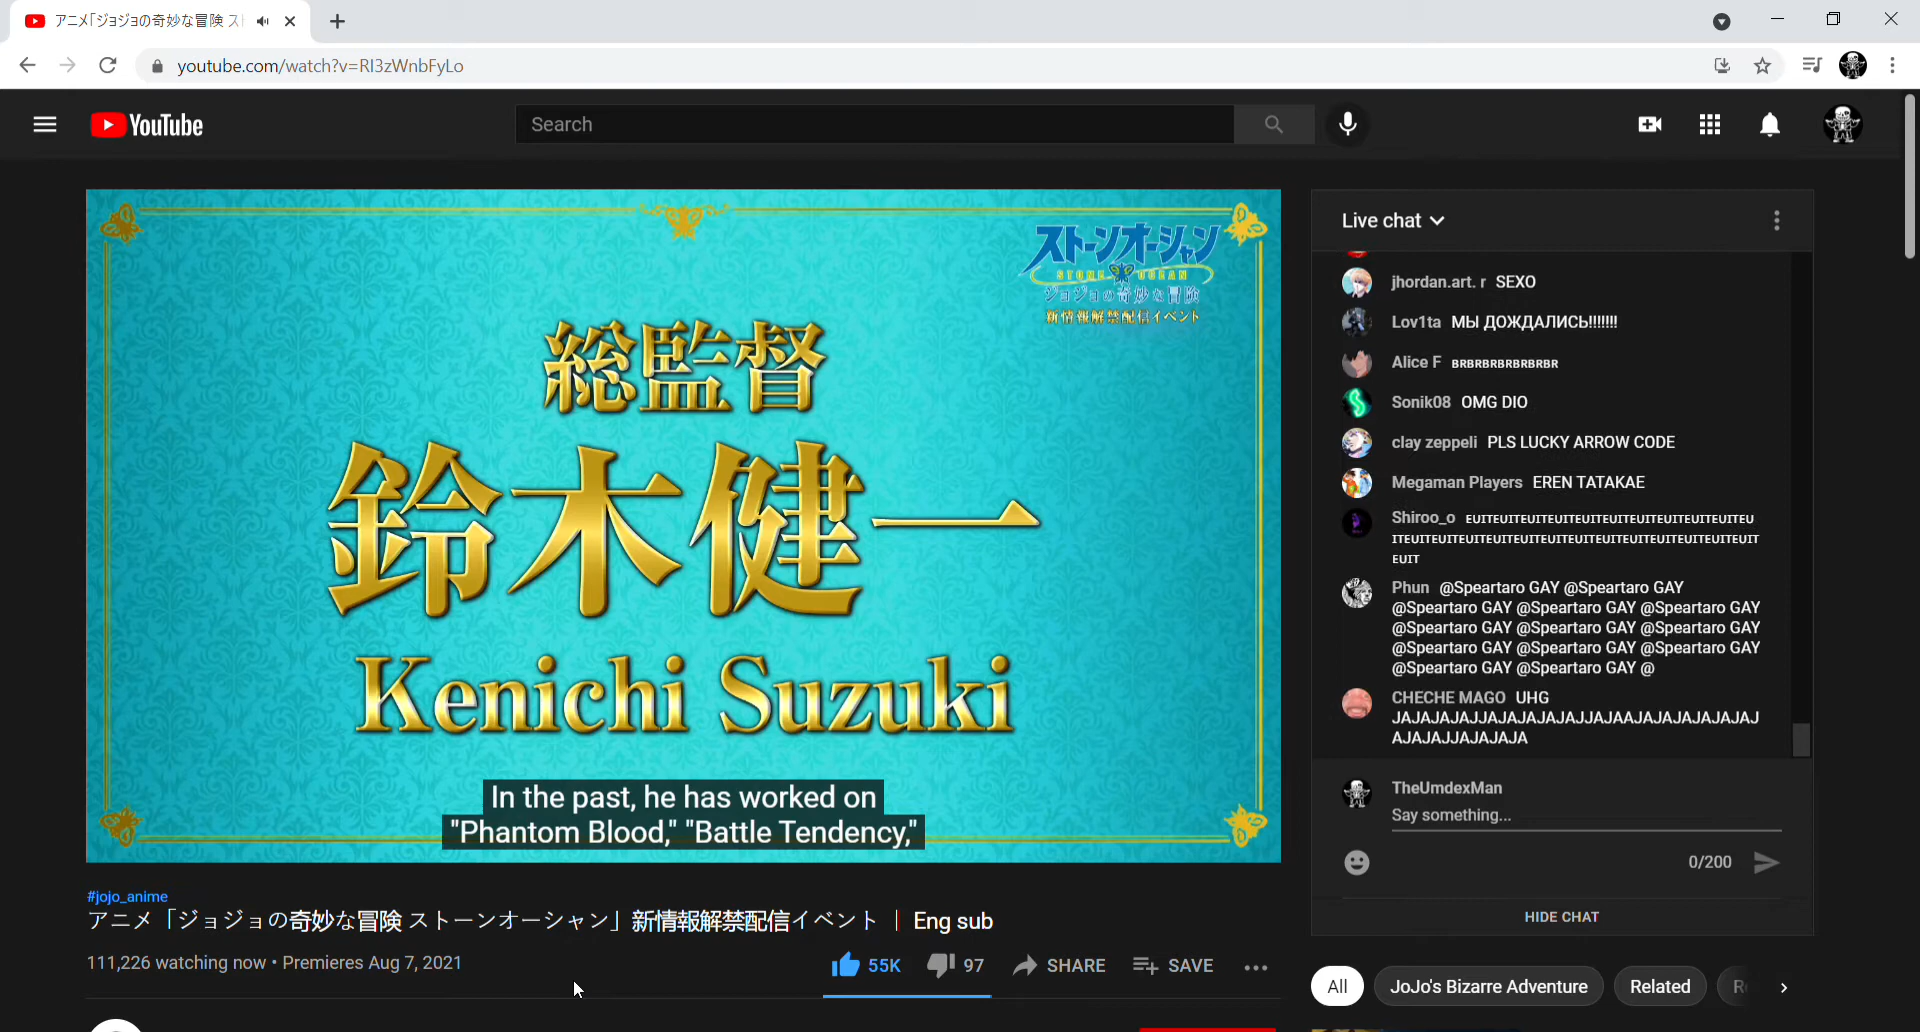 アニメ「ジョジョの奇妙な冒険 ス
youtube.com/watch?v=RI3zWnbFyLo
YouTube
Search
ストーンオーシャン
STONE OCEAN
ジョジョの奇妙な冒険
新情報解禁配信イベント
総監督
鈴木健一
Kenichi Suzuki
In the past, he has worked on
"Phantom Blood," "Battle Tendency,"
#jojo_anime
アニメ「ジョジョの奇妙な冒険 ストーンオーシャン」新情報解禁配信イベント | Eng sub
111,226 watching now • Premieres Aug 7, 2021
55K 97 SHARE SAVE
Live chat
jhordan.art. r SEXO
Lov1ta МЫ ДОЖДАЛИСЬ!!!!!!!
Alice F ʙʀʙʀʙʀʙʀʙʀʙʀʙʀ
Sonik08 OMG DIO
clay zeppeli PLS LUCKY ARROW CODE
Megaman Players EREN TATAKAE
Shiroo_o
Phun @Speartaro GAY @Speartaro GAY
@Speartaro GAY @Speartaro GAY @Speartaro GAY
@Speartaro GAY @Speartaro GAY @Speartaro GAY
@Speartaro GAY @Speartaro GAY @Speartaro GAY
@Speartaro GAY @Speartaro GAY @
CHECHE MAGO UHG
JAJAJAJAJJAJAJAJAJAJJAJAAJAJAJAJAJAJAJ
AJAJAJJAJAJAJA
TheUmdexMan
Say something...
0/200
HIDE CHAT
All JoJo's Bizarre Adventure Related